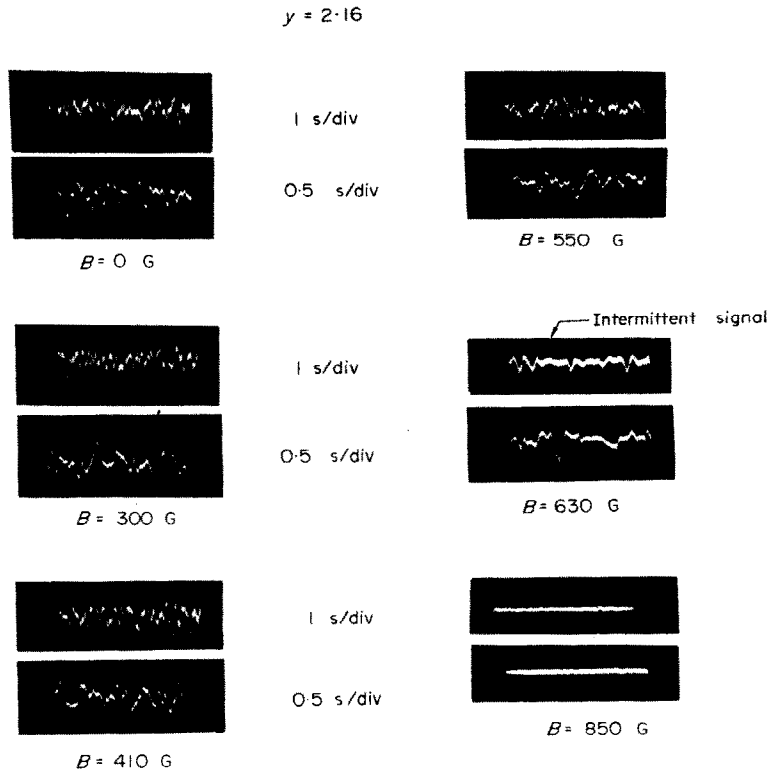 y = 2·16
1 s/div
0·5 s/div
B = 0 G
B = 550 G
Intermittent signal
1 s/div
0·5 s/div
B = 300 G
B = 630 G
1 s/div
0·5 s/div
B = 410 G
B = 850 G